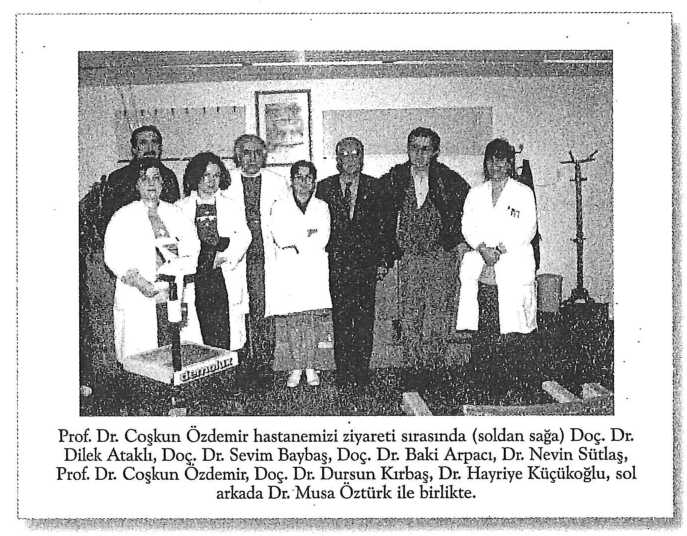 demolux
Prof. Dr. Coşkun Özdemir hastanemizi ziyareti sırasında (soldan sağa) Doç. Dr.
Dilek Ataklı, Doç. Dr. Sevim Baybaş, Doç. Dr. Baki Arpacı, Dr. Nevin Sütlaş,
Prof. Dr. Coşkun Özdemir, Doç. Dr. Dursun Kırbaş, Dr. Hayriye Küçükoğlu, sol
arkada Dr. Musa Öztürk ile birlikte.